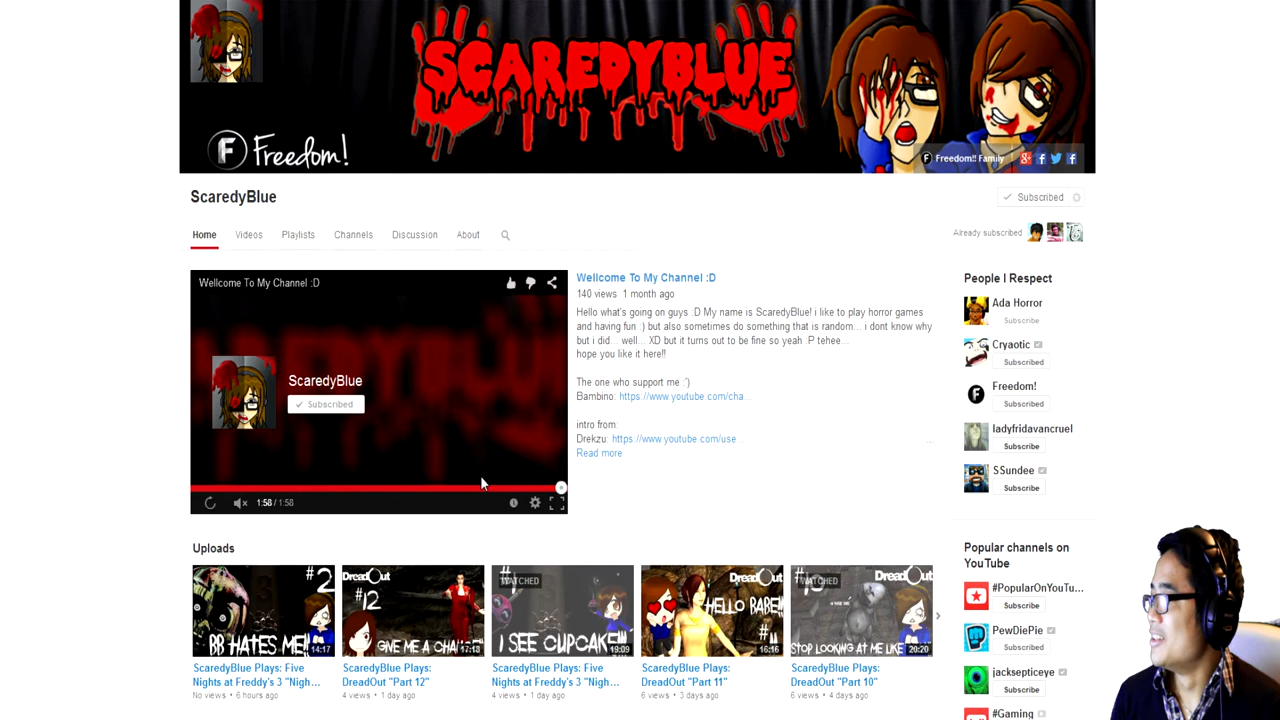 SCAREDYBLUE
F Freedom!
F Freedom!! Family
ScaredyBlue
Subscribed
Home Videos Playlists Channels Discussion About
Already subscribed
Wellcome To My Channel :D
ScaredyBlue
Subscribed
1:58 / 1:58
Wellcome To My Channel :D
140 views 1 month ago
Hello what's going on guys :D My name is ScaredyBlue! i like to play horror games
and having fun :) but also sometimes do something that is random... i dont know why
but i did... well... XD but it turns out to be fine so yeah :P tehee...
hope you like it here!!
The one who support me :')
Bambino: https://www.youtube.com/cha...
intro from:
Drekzu: https://www.youtube.com/use...
...
Read more
People I Respect
Ada Horror
Subscribe
Cryaotic
Subscribed
F
Freedom!
Subscribed
ladyfridavancruel
Subscribe
SSundee
Subscribe
Popular channels on
YouTube
#PopularOnYouTu...
Subscribe
PewDiePie
Subscribed
jacksepticeye
Subscribe
#Gaming
Uploads
#2
BB HATES ME!!
14:17
ScaredyBlue Plays: Five
Nights at Freddy's 3 "Nigh...
No views • 6 hours ago
DreadOut
#12
GIVE ME A CHANCE
17:18
ScaredyBlue Plays:
DreadOut "Part 12"
4 views • 1 day ago
WATCHED
I SEE CUPCAKE
19:09
ScaredyBlue Plays: Five
Nights at Freddy's 3 "Nigh...
4 views • 1 day ago
DreadOut
HELLO BABE!!
16:16
ScaredyBlue Plays:
DreadOut "Part 11"
6 views • 3 days ago
WATCHED
DreadOut
STOP LOOKING AT ME LIKE
20:20
ScaredyBlue Plays:
DreadOut "Part 10"
6 views • 4 days ago